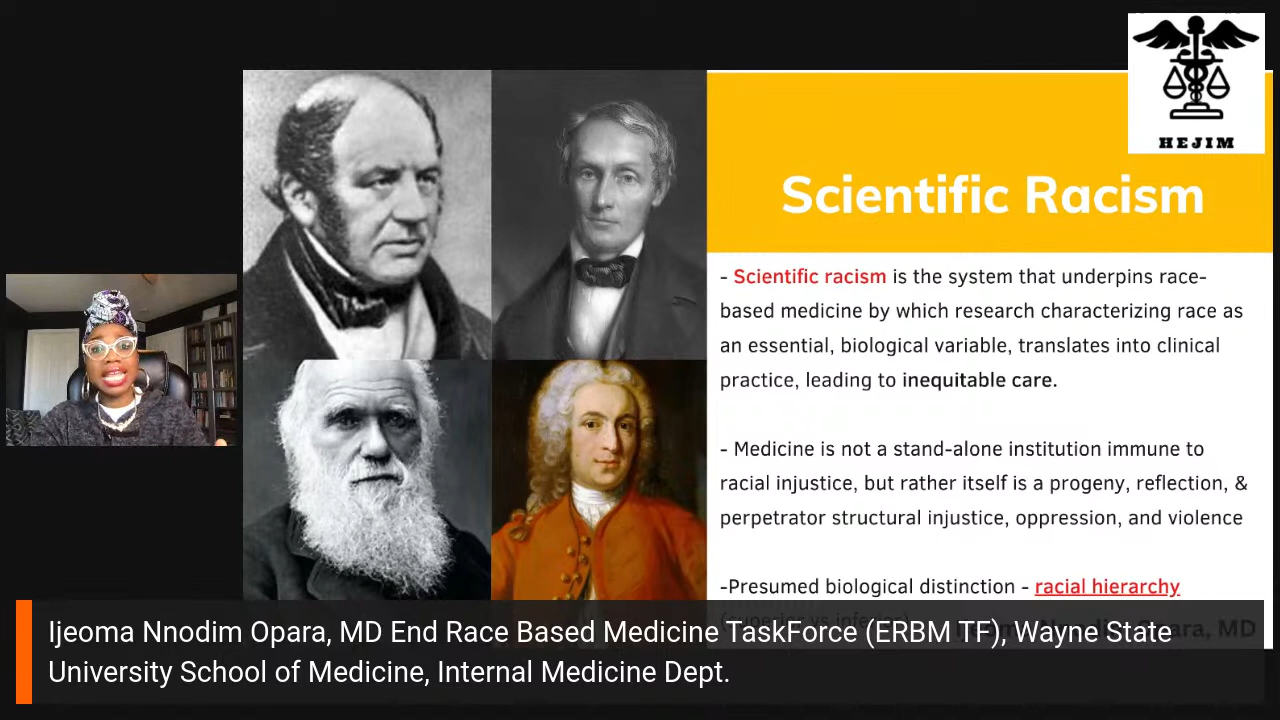 HEJIM
Scientific Racism
- Scientific racism is the system that underpins race-
based medicine by which research characterizing race as
an essential, biological variable, translates into clinical
practice, leading to inequitable care.
- Medicine is not a stand-alone institution immune to
racial injustice, but rather itself is a progeny, reflection, &
perpetrator structural injustice, oppression, and violence
-Presumed biological distinction - racial hierarchy
Ijeoma Nnodim Opara, MD End Race Based Medicine TaskForce (ERBM TF), Wayne State
University School of Medicine, Internal Medicine Dept.